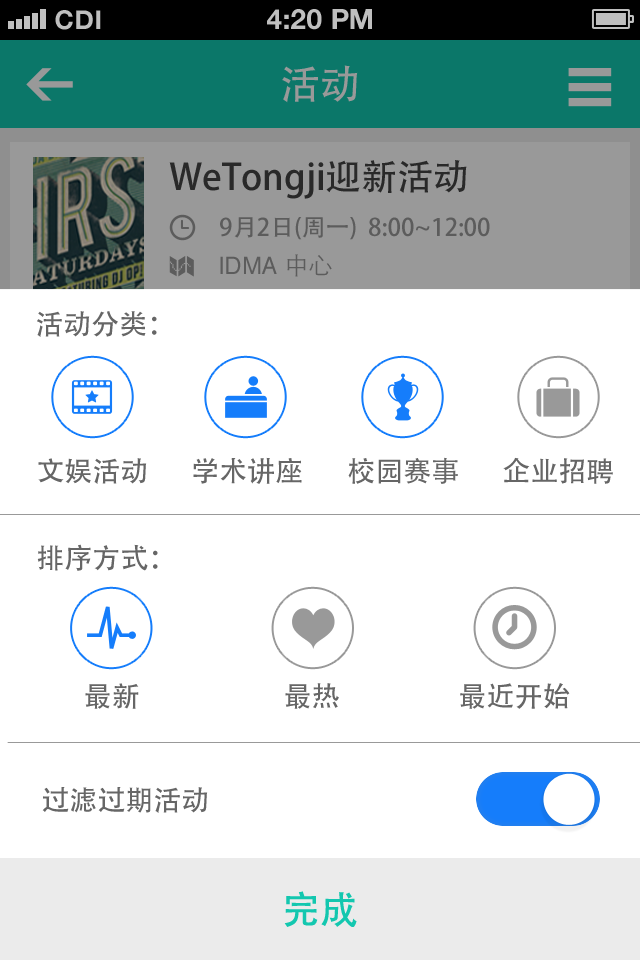 CDI 4:20 PM
活动
WeTongji迎新活动
9月2日(周一) 8:00~12:00
IDMA 中心
IRS
ATURDAYS
TURING DJ OP
活动分类：
文娱活动 学术讲座 校园赛事 企业招聘
排序方式：
最新 最热 最近开始
过滤过期活动
完成